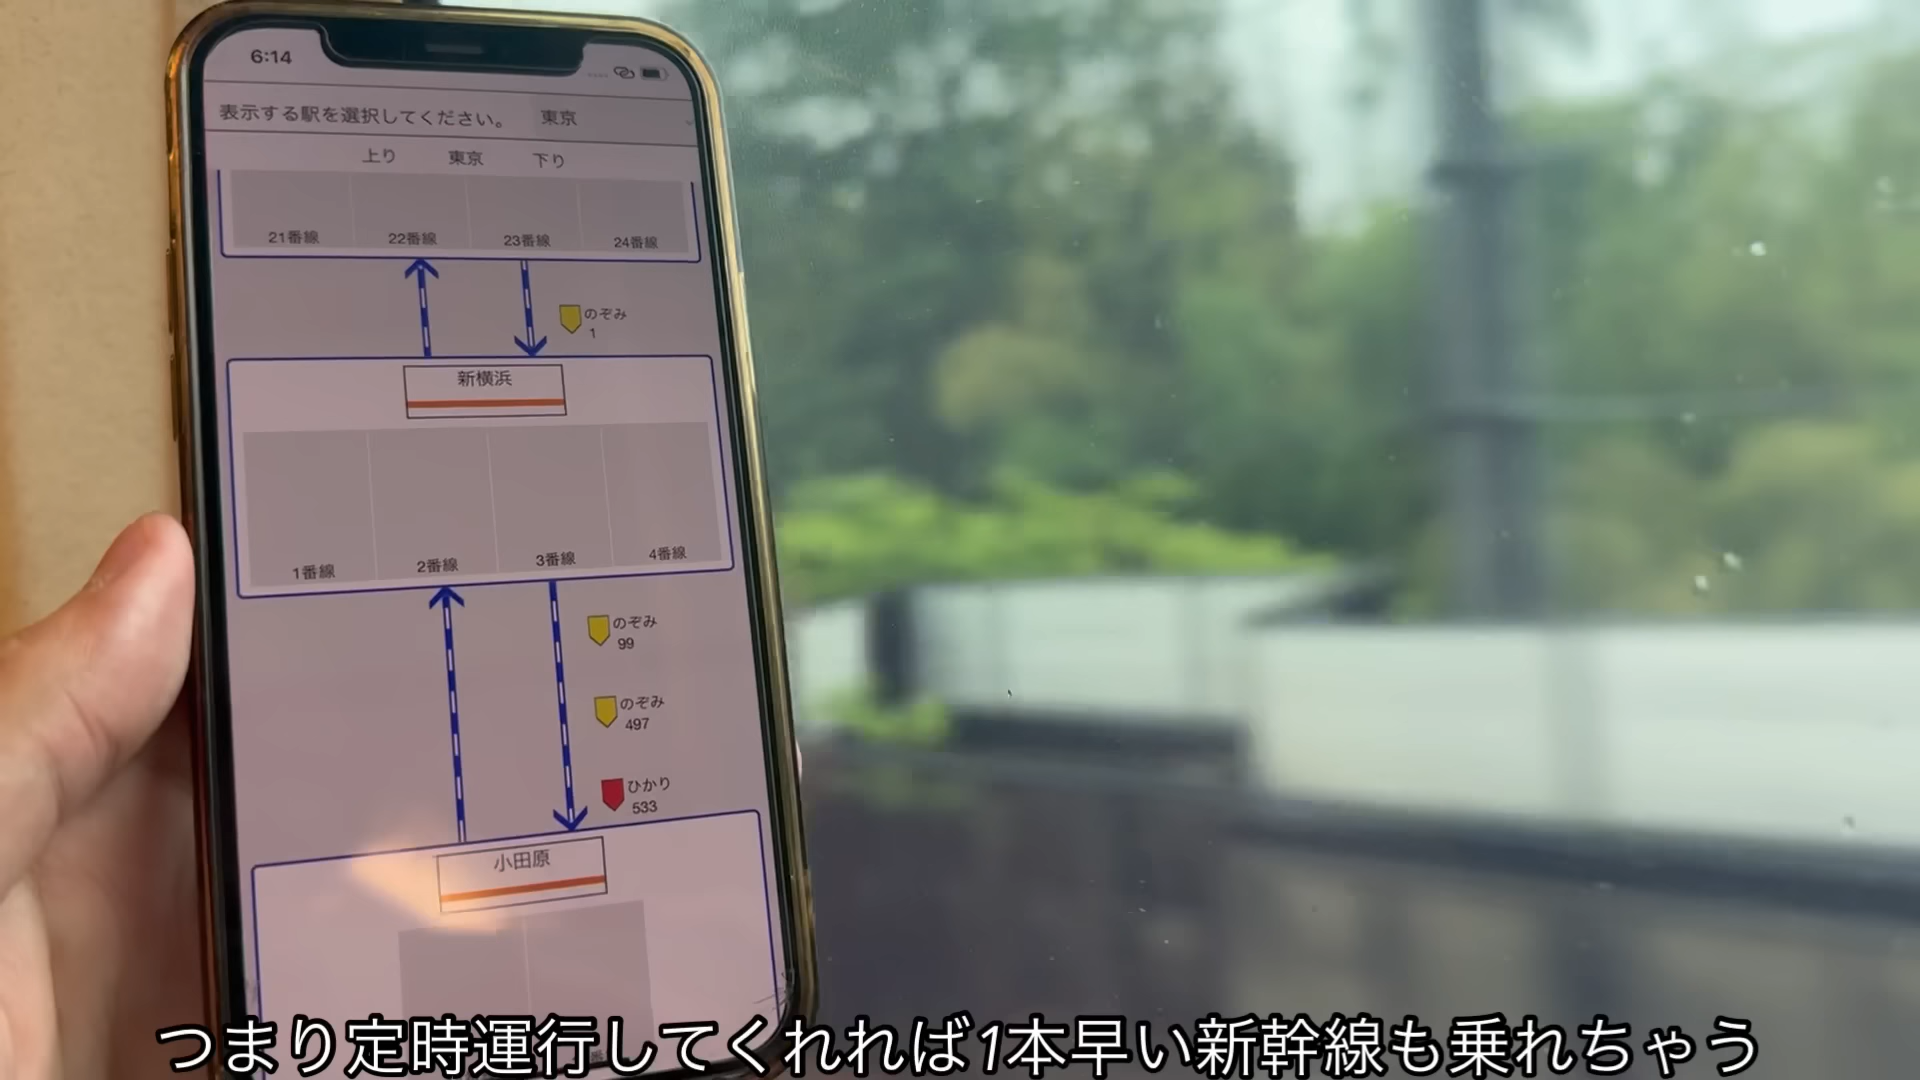 6:14
表示する駅を選択してください。 東京
上り 東京 下り
21番線 22番線 23番線 24番線
のぞみ
1
新横浜
1番線 2番線 3番線 4番線
のぞみ
99
のぞみ
497
ひかり
533
小田原
つまり定時運行してくれれば1本早い新幹線も乗れちゃう